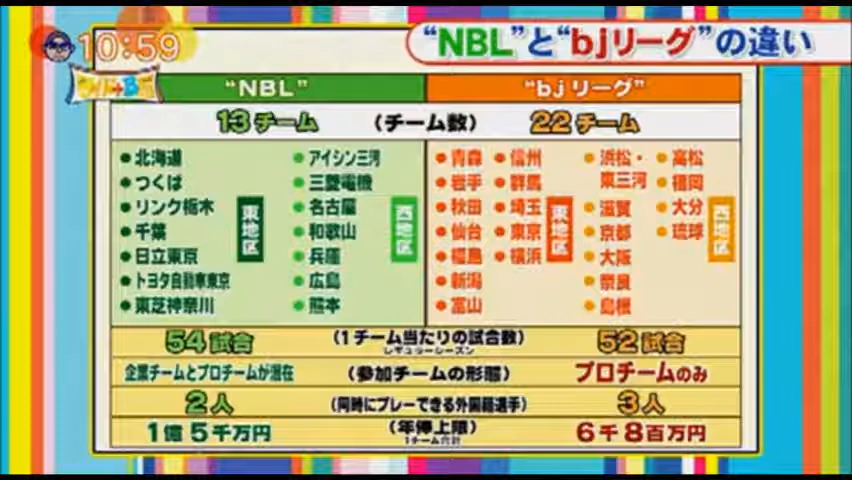 10:59
“NBL”と“bjリーグ”の違い
“NBL” “bjリーグ”
13チーム (チーム数) 22チーム
●北海道 ●アイシン三河 ●青森 ●信州 ●浜松・東三河 ●高松
●つくば ●三菱電機 ●岩手 ●群馬 ●福岡
●リンク栃木 ●名古屋 ●秋田 ●埼玉 ●滋賀 ●大分
●千葉 ●和歌山 ●仙台 ●東京 ●京都 ●琉球
●日立東京 ●兵庫 ●福島 ●横浜 ●大阪
●トヨタ自動車東京 ●広島 ●新潟 ●奈良
●東芝神奈川 ●熊本 ●富山 ●島根
東地区 西地区 東地区 西地区
54試合 (1チーム当たりの試合数) 52試合
レギュラーシーズン
企業チームとプロチームが混在 (参加チームの形態) プロチームのみ
2人 (同時にプレーできる外国籍選手) 3人
1億5千万円 (年俸上限) 6千8百万円
1チーム合計